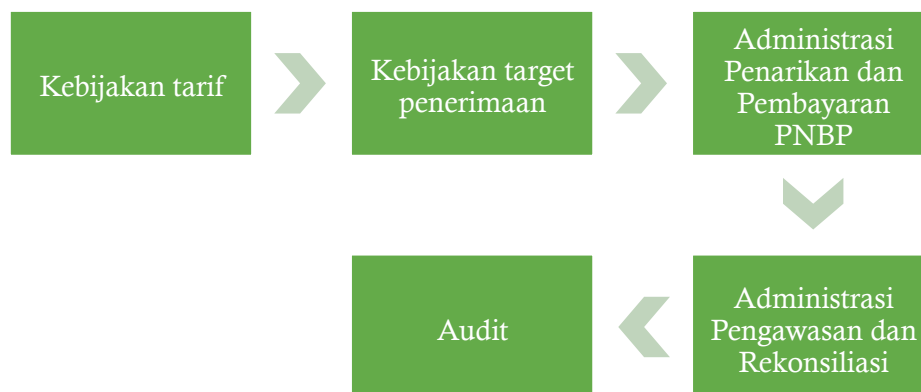 Kebijakan tarif
Kebijakan target
penerimaan
Administrasi
Penarikan dan
Pembayaran
PNBP
Administrasi
Pengawasan dan
Rekonsiliasi
Audit